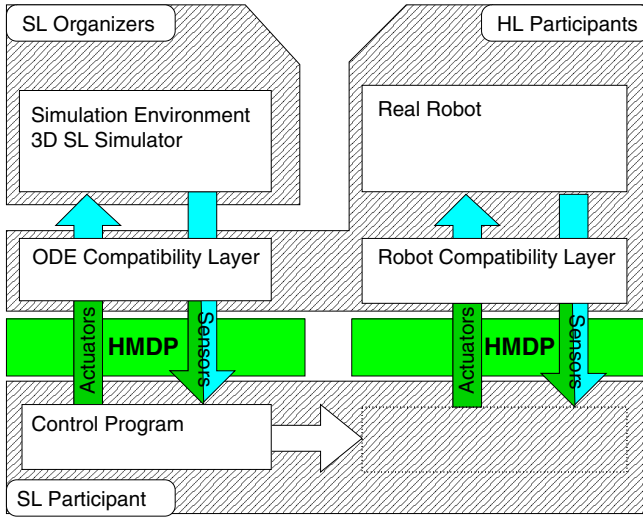 SL Organizers
HL Participants
Simulation Environment
3D SL Simulator
Real Robot
ODE Compatibility Layer
Robot Compatibility Layer
Actuators
HMDP
Sensors
Actuators
HMDP
Sensors
Control Program
SL Participant